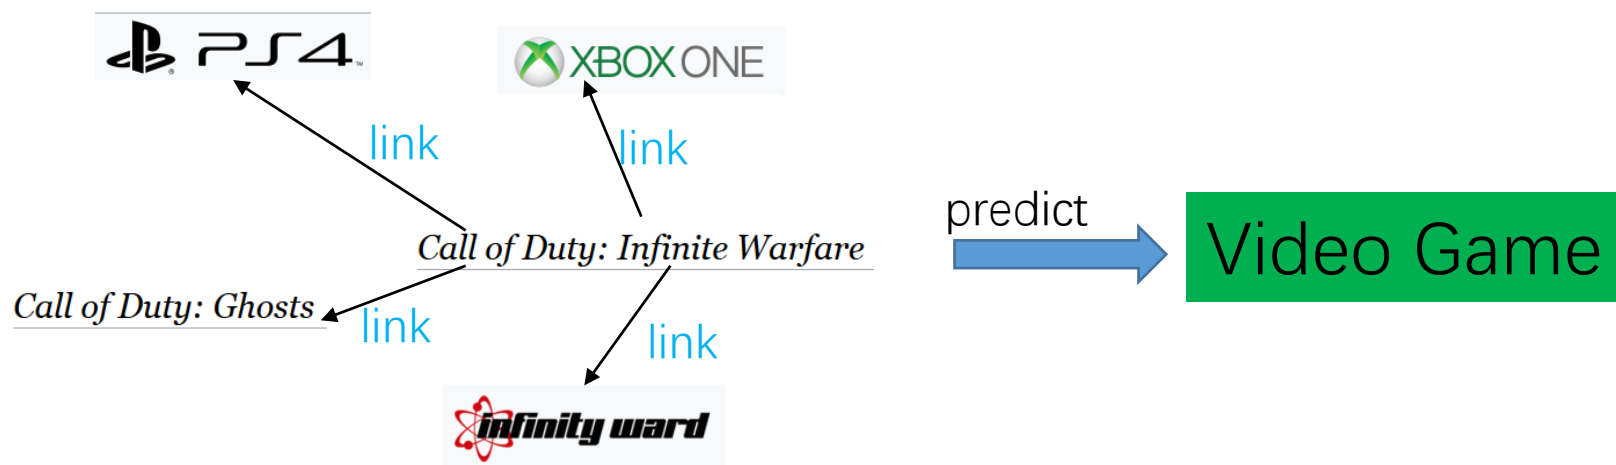 PS4
XBOX ONE
link
link
predict
Video Game
Call of Duty: Infinite Warfare
Call of Duty: Ghosts
link
link
infinity ward